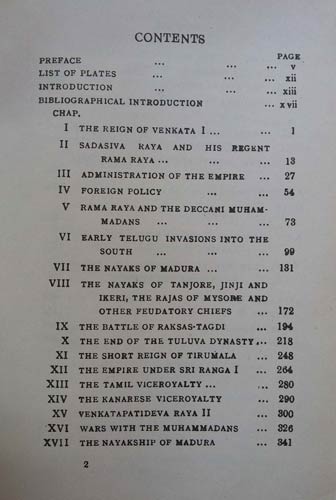 CONTENTS
PAGE
PREFACE ... ... ... v
LIST OF PLATES ... ... ... xii
INTRODUCTION ... ... ... xiii
BIBLIOGRAPHICAL INTRODUCTION ... ... xvii
CHAP.
I THE REIGN OF VENKATA I ... ... 1
II SADASIVA RAYA AND HIS REGENT
RAMA RAYA ... ... ... 13
III ADMINISTRATION OF THE EMPIRE ... 27
IV FOREIGN POLICY ... ... 54
V RAMA RAYA AND THE DECCANI MUHAM-
MADANS ... ... ... 73
VI EARLY TELUGU INVASIONS INTO THE
SOUTH ... ... ... 99
VII THE NAYAKS OF MADURA ... ... 131
VIII THE NAYAKS OF TANJORE, JINJI AND
IKERI, THE RAJAS OF MYSORE AND
OTHER FEUDATORY CHIEFS ... 172
IX THE BATTLE OF RAKSAS-TAGDI ... 194
X THE END OF THE TULUVA DYNASTY... 218
XI THE SHORT REIGN OF TIRUMALA ... 248
XII THE EMPIRE UNDER SRI RANGA I ... 264
XIII THE TAMIL VICEROYALTY ... ... 280
XIV THE KANARESE VICEROYALTY ... 290
XV VENKATAPATIDEVA RAYA II ... 300
XVI WARS WITH THE MUHAMMADANS ... 326
XVII THE NAYAKSHIP OF MADURA ... 341
2